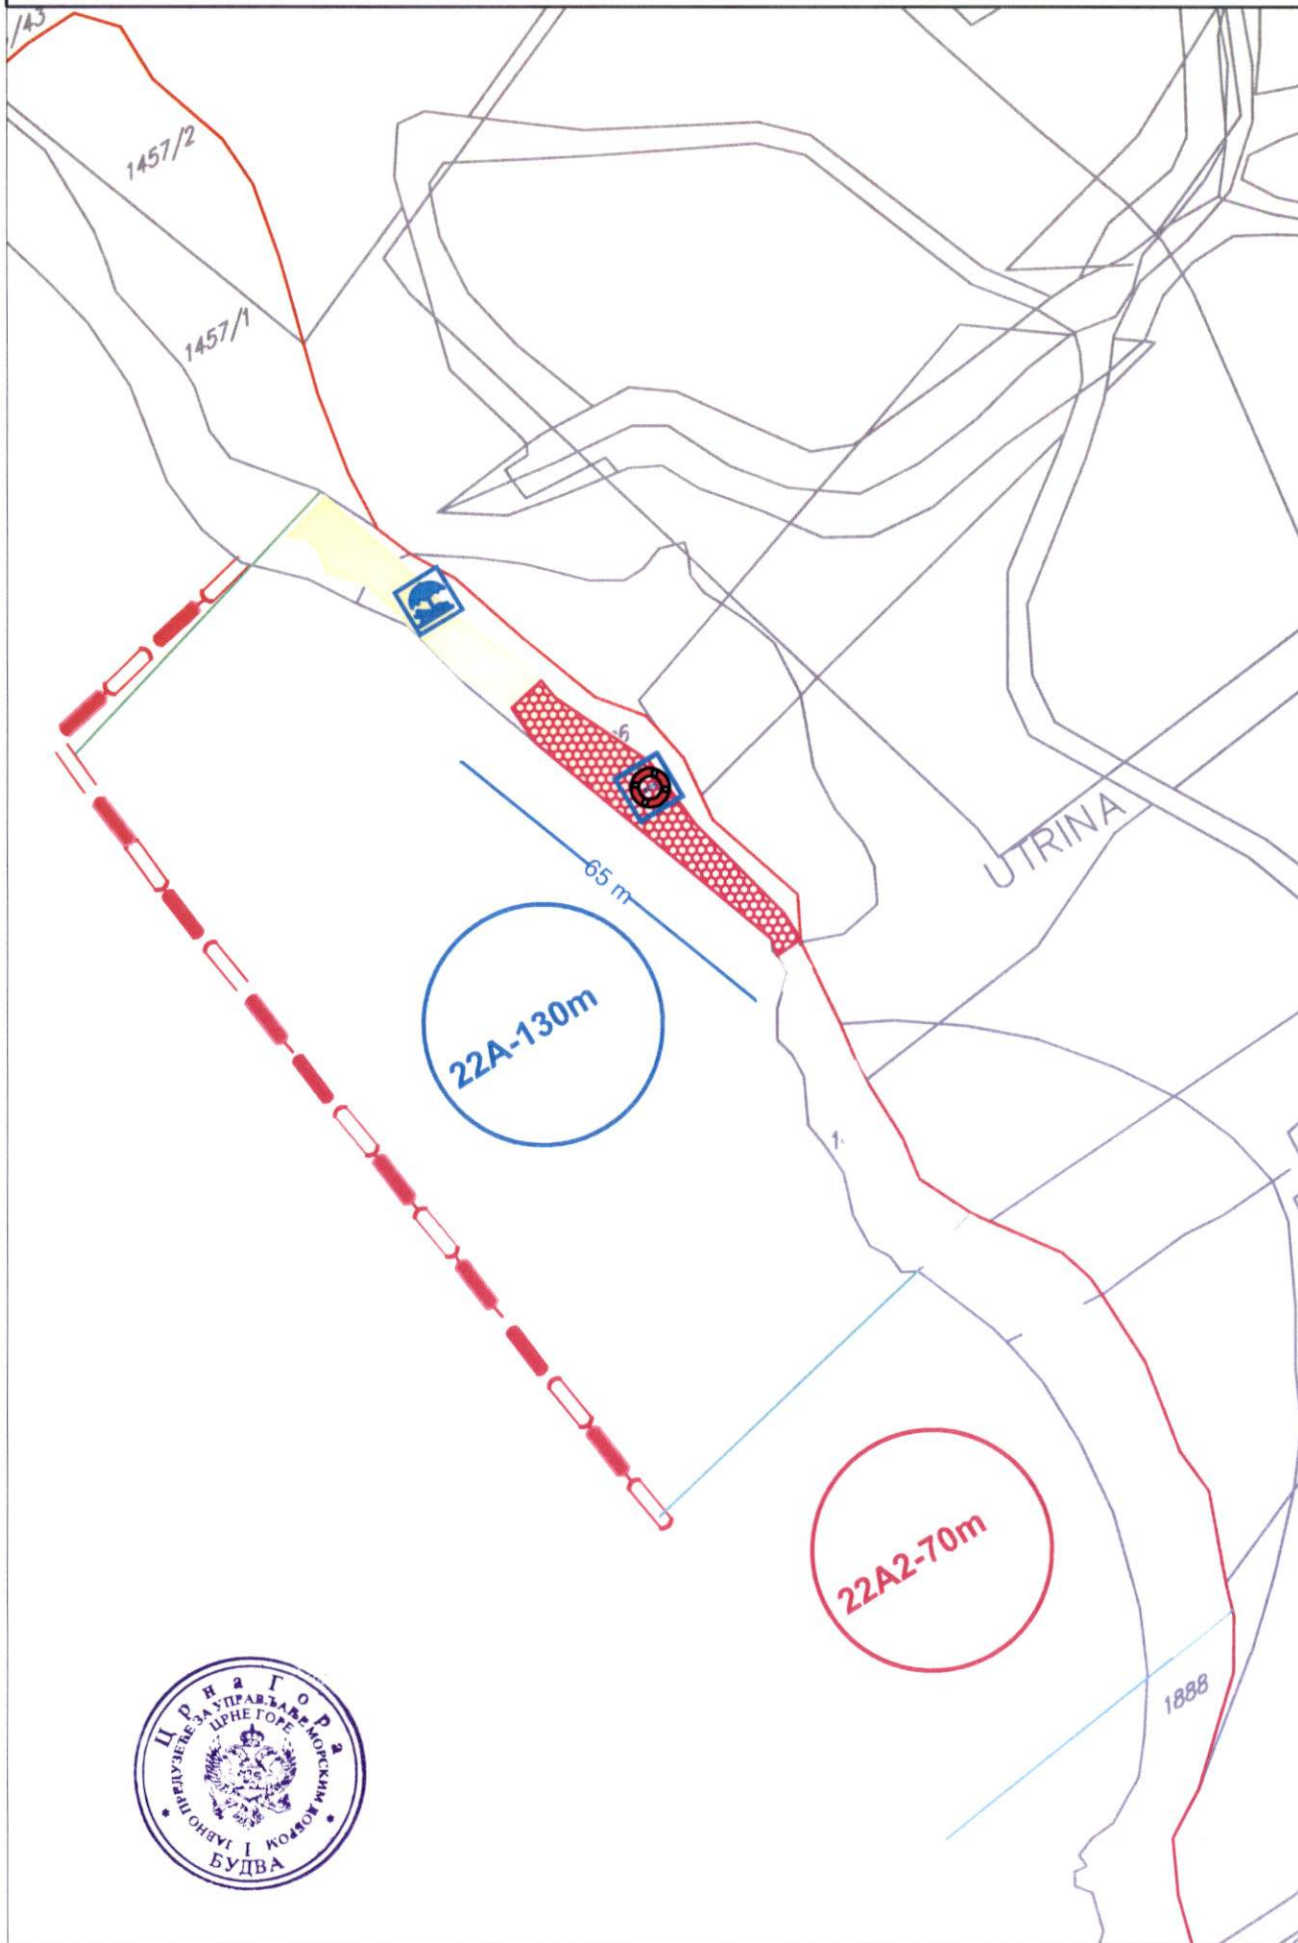 /43
1457/2
1457/1
65 m
UTRINA
22A-130m
22A2-70m
1888
Црна Гора
ЈАВНО ПРЕДУЗЕЋЕ ЗА УПРАВЉАЊЕ МОРСКИМ ДОБРОМ
ЦРНЕ ГОРЕ
I
БУДВА